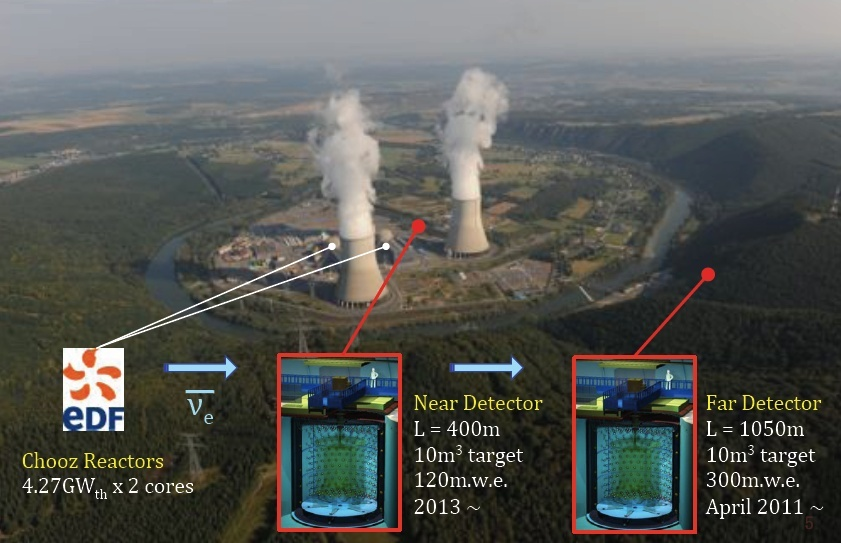 eDF
Chooz Reactors
4.27GWth x 2 cores
ν̅e
Near Detector
L = 400m
10m³ target
120m.w.e.
2013 ~
Far Detector
L = 1050m
10m³ target
300m.w.e.
April 2011 ~
5